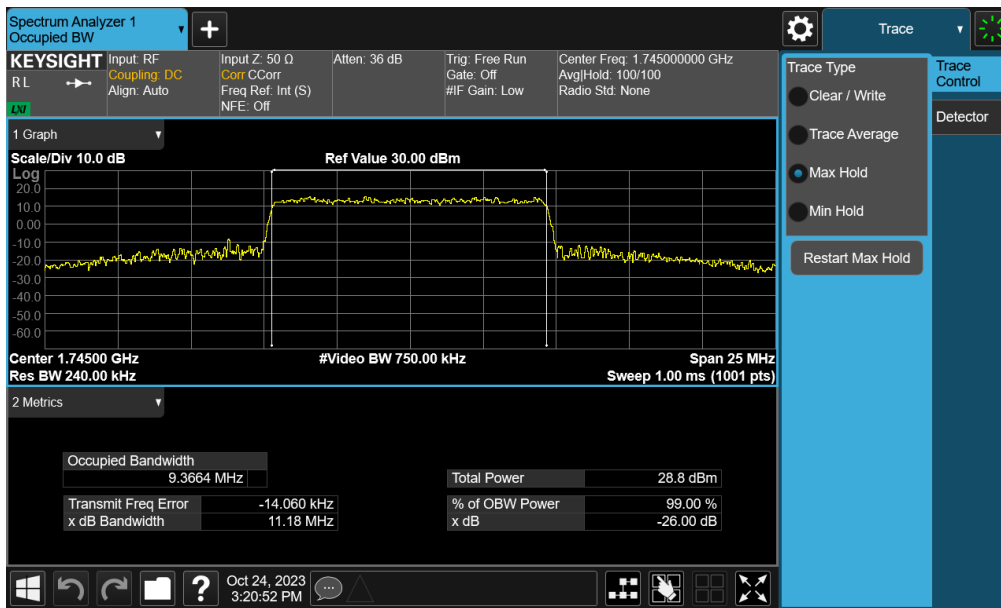 Spectrum Analyzer 1
Occupied BW
Trace
KEYSIGHT
R L
LXI
Input: RF
Coupling: DC
Align: Auto
Input Z: 50 Ω
Corr CCorr
Freq Ref: Int (S)
NFE: Off
Atten: 36 dB
Trig: Free Run
Gate: Off
#IF Gain: Low
Center Freq: 1.745000000 GHz
Avg|Hold: 100/100
Radio Std: None
Trace Type
Clear / Write
Trace Average
Max Hold
Min Hold
Restart Max Hold
Trace
Control
Detector
1 Graph
Scale/Div 10.0 dB
Ref Value 30.00 dBm
Log
20.0
10.0
0.00
-10.0
-20.0
-30.0
-40.0
-50.0
-60.0
Center 1.74500 GHz
#Video BW 750.00 kHz
Span 25 MHz
Res BW 240.00 kHz
Sweep 1.00 ms (1001 pts)
2 Metrics
Occupied Bandwidth
9.3664 MHz
Total Power 28.8 dBm
Transmit Freq Error -14.060 kHz
% of OBW Power 99.00 %
x dB Bandwidth 11.18 MHz
x dB -26.00 dB
?
Oct 24, 2023
3:20:52 PM